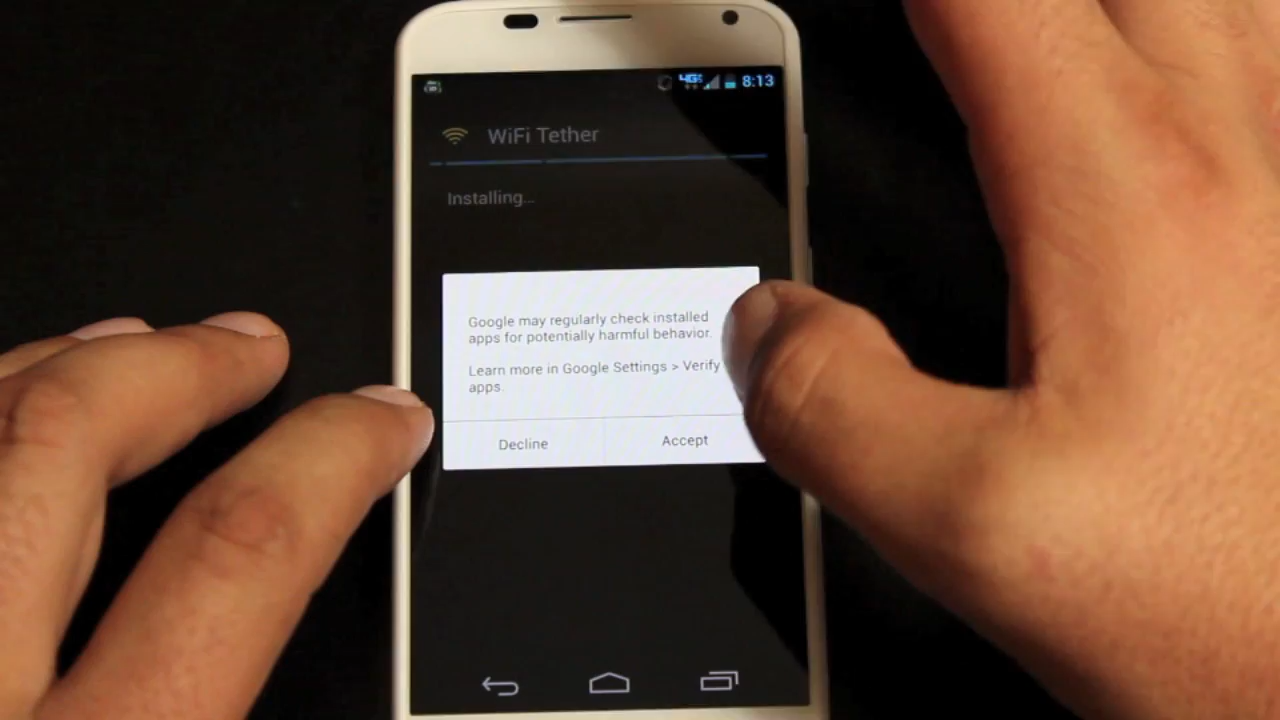 4G 8:13
WiFi Tether
Installing...
Google may regularly check installed
apps for potentially harmful behavior.
Learn more in Google Settings > Verify
apps.
Decline Accept